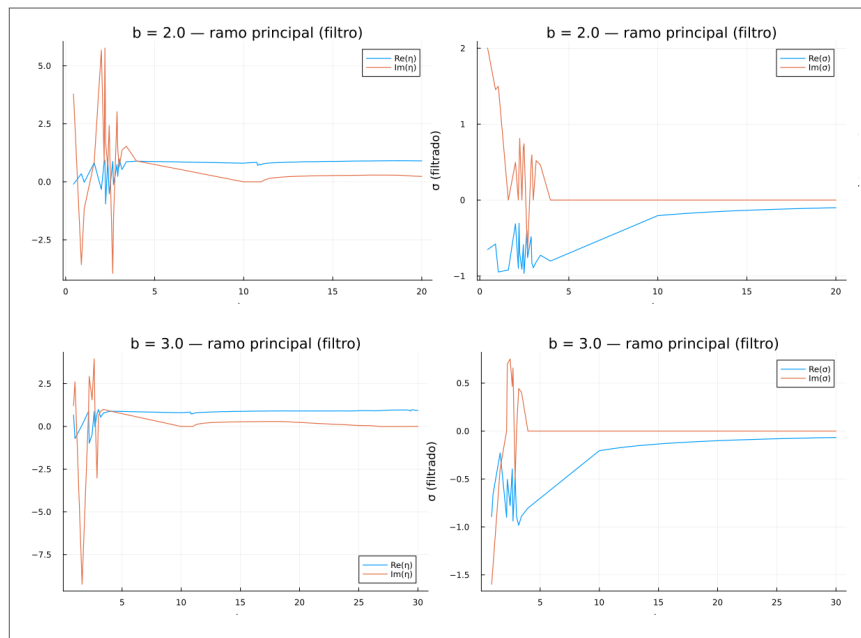 b = 2.0 — ramo principal (filtro)
5.0
2.5
0.0
−2.5
0
5
10
15
20
Re(η)
Im(η)
b = 2.0 — ramo principal (filtro)
σ (filtrado)
2
1
0
−1
0
5
10
15
20
Re(σ)
Im(σ)
b = 3.0 — ramo principal (filtro)
2.5
0.0
−2.5
−5.0
−7.5
5
10
15
20
25
30
Re(η)
Im(η)
b = 3.0 — ramo principal (filtro)
σ (filtrado)
0.5
0.0
−0.5
−1.0
−1.5
5
10
15
20
25
30
Re(σ)
Im(σ)